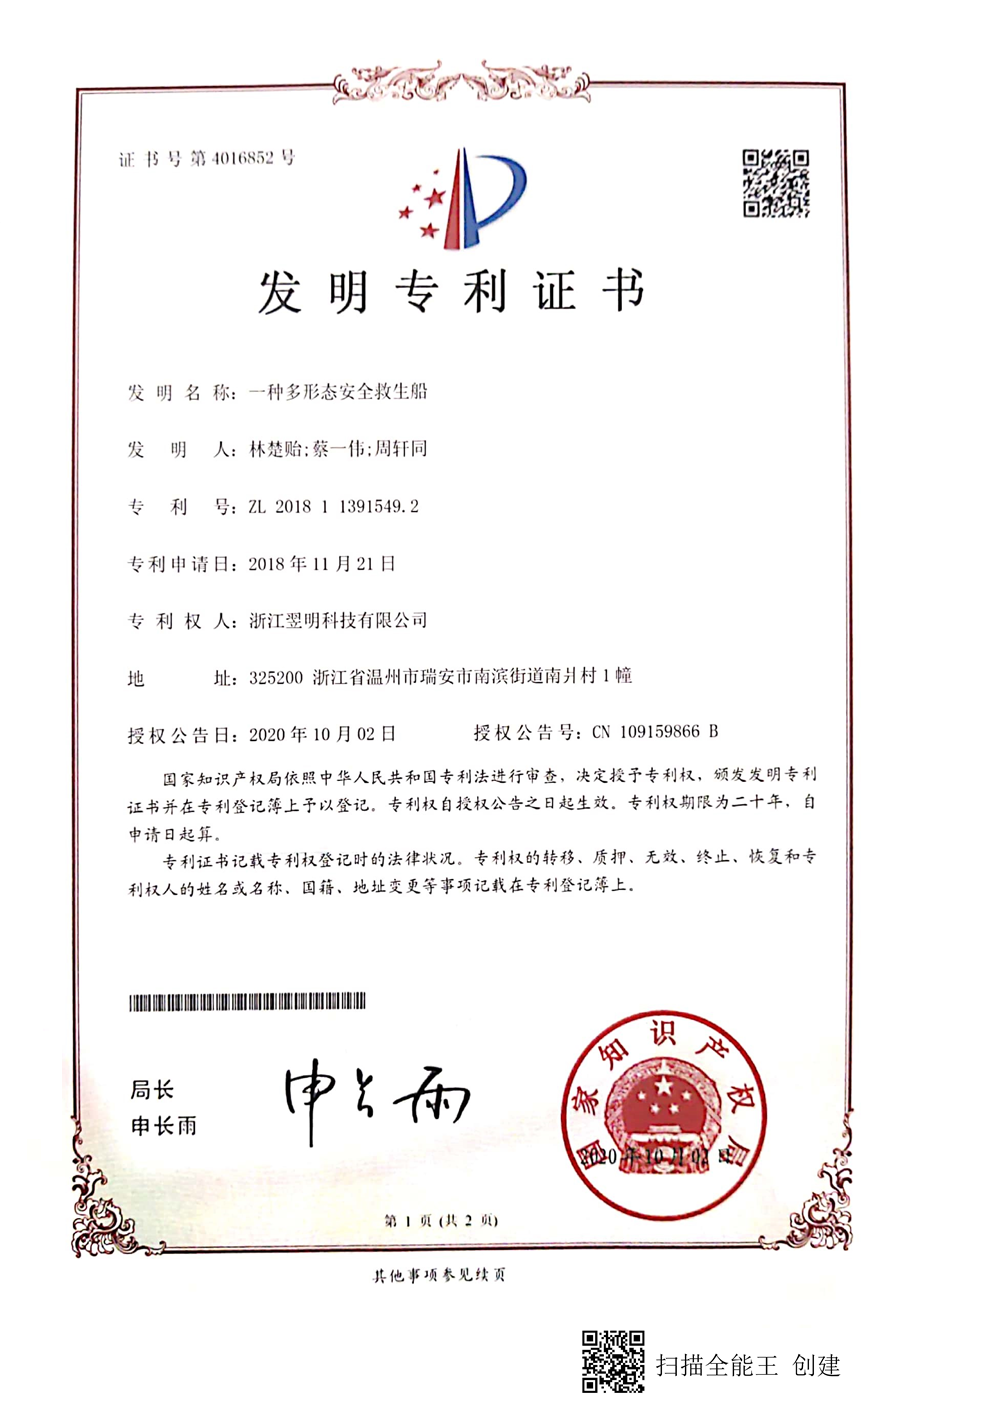 证书号第4016852号
发明专利证书
发明名称：一种多形态安全救生船
发明人：林楚贻;蔡一伟;周轩同
专利号：ZL 2018 1 1391549.2
专利申请日：2018年11月21日
专利权人：浙江翌明科技有限公司
地址：325200 浙江省温州市瑞安市南滨街道南爿村1幢
授权公告日：2020年10月02日 授权公告号：CN 109159866 B
国家知识产权局依照中华人民共和国专利法进行审查，决定授予专利权，颁发发明专利
证书并在专利登记簿上予以登记。专利权自授权公告之日起生效。专利权期限为二十年，自
申请日起算。
专利证书记载专利权登记时的法律状况。专利权的转移、质押、无效、终止、恢复和专
利权人的姓名或名称、国籍、地址变更等事项记载在专利登记簿上。
局长
申长雨
申长雨
国家知识产权局
2020年10月02日
第 1 页 (共 2 页)
其他事项参见续页
扫描全能王 创建